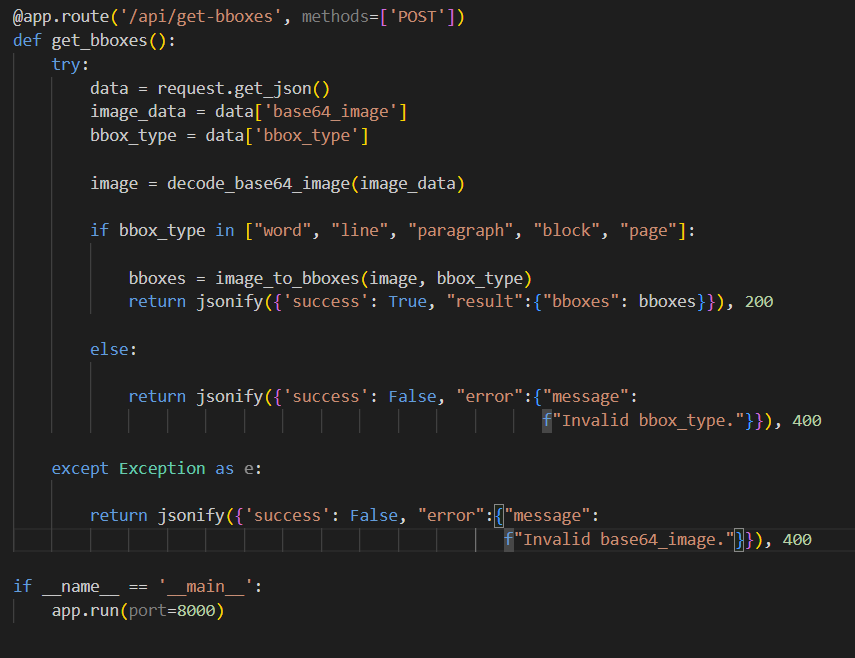 @app.route('/api/get-bboxes', methods=['POST'])
def get_bboxes():
    try:
        data = request.get_json()
        image_data = data['base64_image']
        bbox_type = data['bbox_type']

        image = decode_base64_image(image_data)

        if bbox_type in ["word", "line", "paragraph", "block", "page"]:

            bboxes = image_to_bboxes(image, bbox_type)
            return jsonify({'success': True, "result":{"bboxes": bboxes}}), 200

        else:

            return jsonify({'success': False, "error":{"message":
                                                       f"Invalid bbox_type."}}), 400

    except Exception as e:

        return jsonify({'success': False, "error":{"message":
                                                   f"Invalid base64_image."}}), 400

if __name__ == '__main__':
    app.run(port=8000)